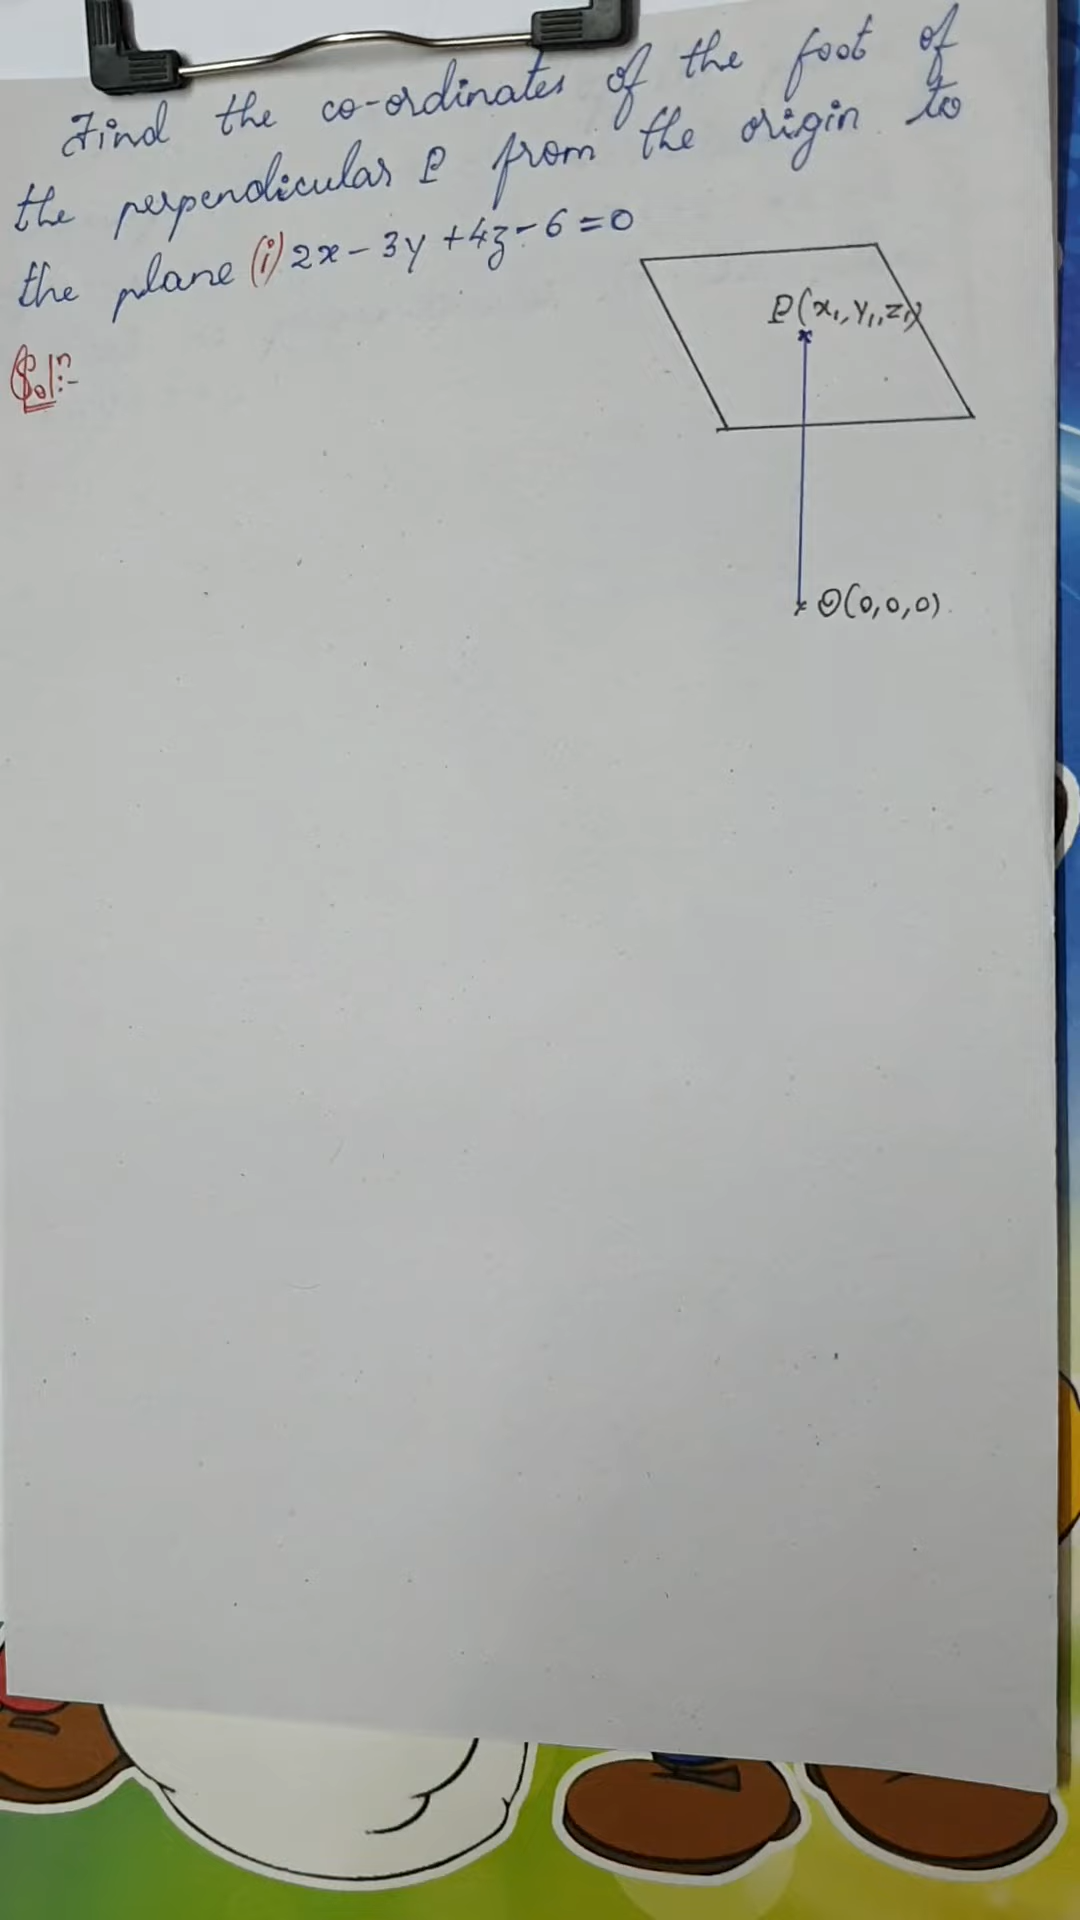 Find the co-ordinates of the foot of
the perpendicular P from the origin to
the plane (i) 2x - 3y + 4z - 6 = 0
P(x₁, y₁, z₁)
Solⁿ:-
O(0,0,0)